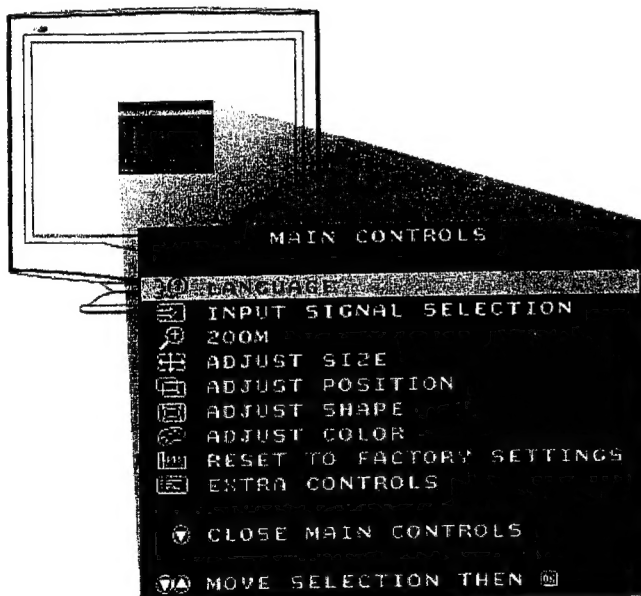 MAIN CONTROLS
LANGUAGE
INPUT SIGNAL SELECTION
ZOOM
ADJUST SIZE
ADJUST POSITION
ADJUST SHAPE
ADJUST COLOR
RESET TO FACTORY SETTINGS
EXTRA CONTROLS
CLOSE MAIN CONTROLS
MOVE SELECTION THEN OK